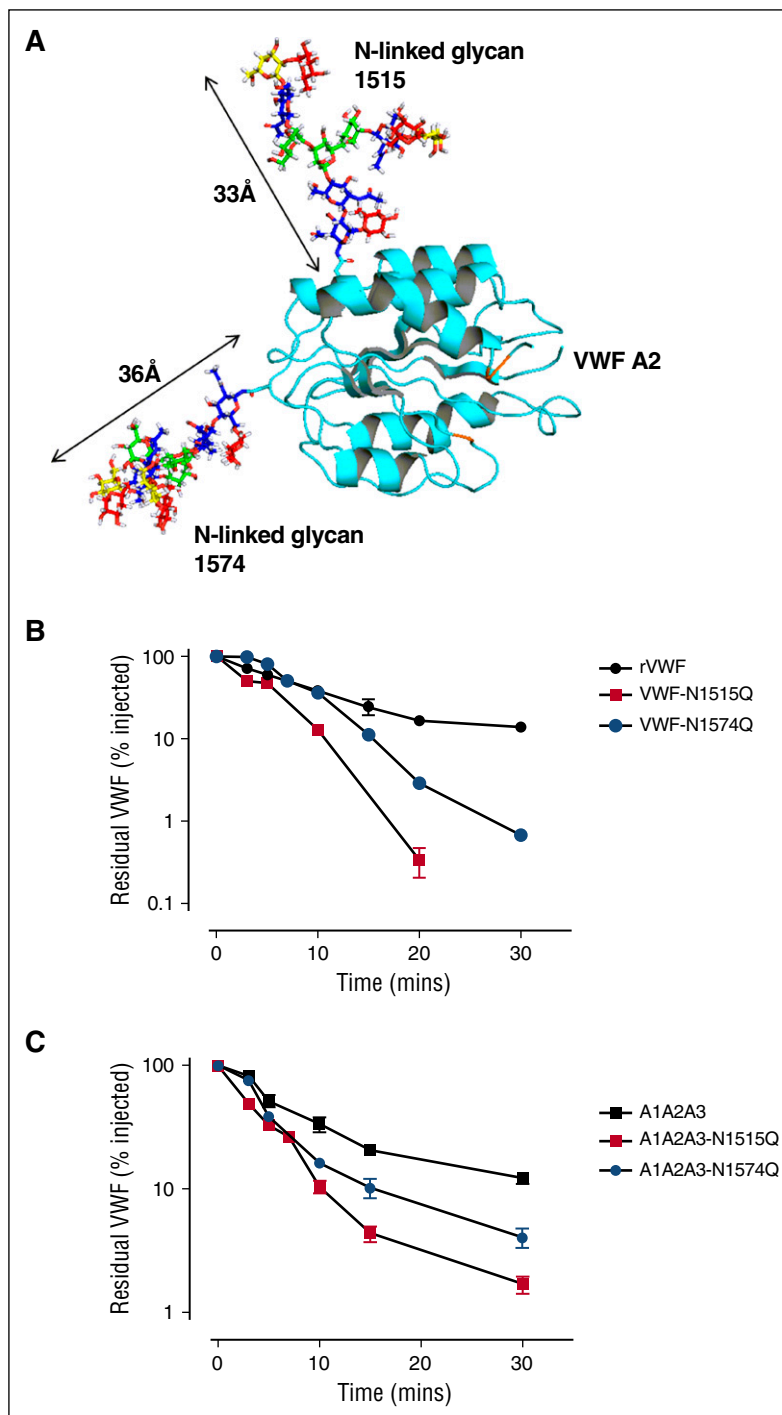 A
N-linked glycan
1515
33Å
36Å
VWF A2
N-linked glycan
1574
B
Residual VWF (% injected)
100
10
1
0.1
0 10 20 30
Time (mins)
rVWF
VWF-N1515Q
VWF-N1574Q
C
Residual VWF (% injected)
100
10
1
0 10 20 30
Time (mins)
A1A2A3
A1A2A3-N1515Q
A1A2A3-N1574Q